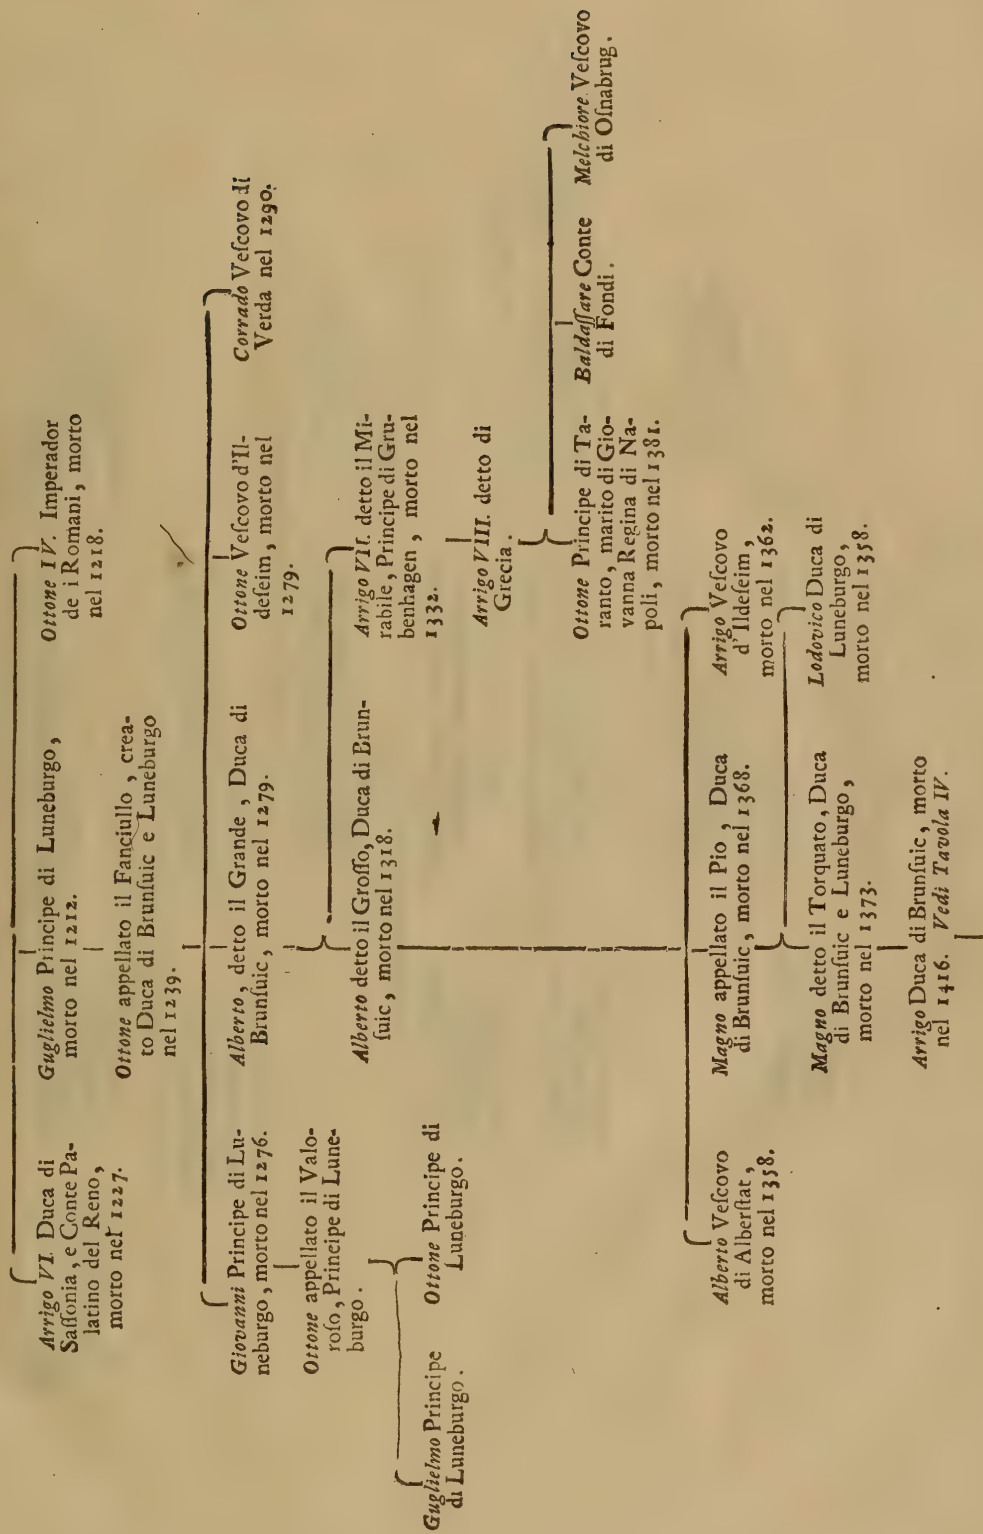 Arrigo VI. Duca di
Saſſonia, e Conte Pa-
latino del Reno,
morto nel 1227.
Guglielmo Principe di Luneburgo,
morto nel 1212.
Ottone IV. Imperador
de i Romani, morto
nel 1218.
Ottone appellato il Fanciullo, crea-
to Duca di Brunſuic e Luneburgo
nel 1239.
Giovanni Principe di Lu-
neburgo, morto nel 1276.
Alberto, detto il Grande, Duca di
Brunſuic, morto nel 1279.
Ottone Veſcovo d'Il-
deſeim, morto nel
1279.
Corrado Veſcovo di
Verda nel 1290.
Ottone appellato il Valo-
roſo, Principe di Lune-
burgo.
Alberto detto il Groſſo, Duca di Brun-
ſuic, morto nel 1318.
Arrigo VII. detto il Mi-
rabile, Principe di Gru-
benhagen, morto nel
1332.
Guglielmo Principe
di Luneburgo.
Ottone Principe di
Luneburgo.
Arrigo VIII. detto di
Grecia.
Ottone Principe di Ta-
ranto, marito di Gio-
vanna Regina di Na-
poli, morto nel 1381.
Baldaſſare Conte
di Fondi.
Melchiore Veſcovo
di Oſnabrug.
Alberto Veſcovo
di Alberſtat,
morto nel 1358.
Magno appellato il Pio, Duca
di Brunſuic, morto nel 1368.
Arrigo Veſcovo
d'Ildeſeim,
morto nel 1362.
Magno detto il Torquato, Duca
di Brunſuic e Luneburgo,
morto nel 1373.
Lodovico Duca di
Luneburgo,
morto nel 1358.
Arrigo Duca di Brunſuic, morto
nel 1416. Vedi Tavola IV.